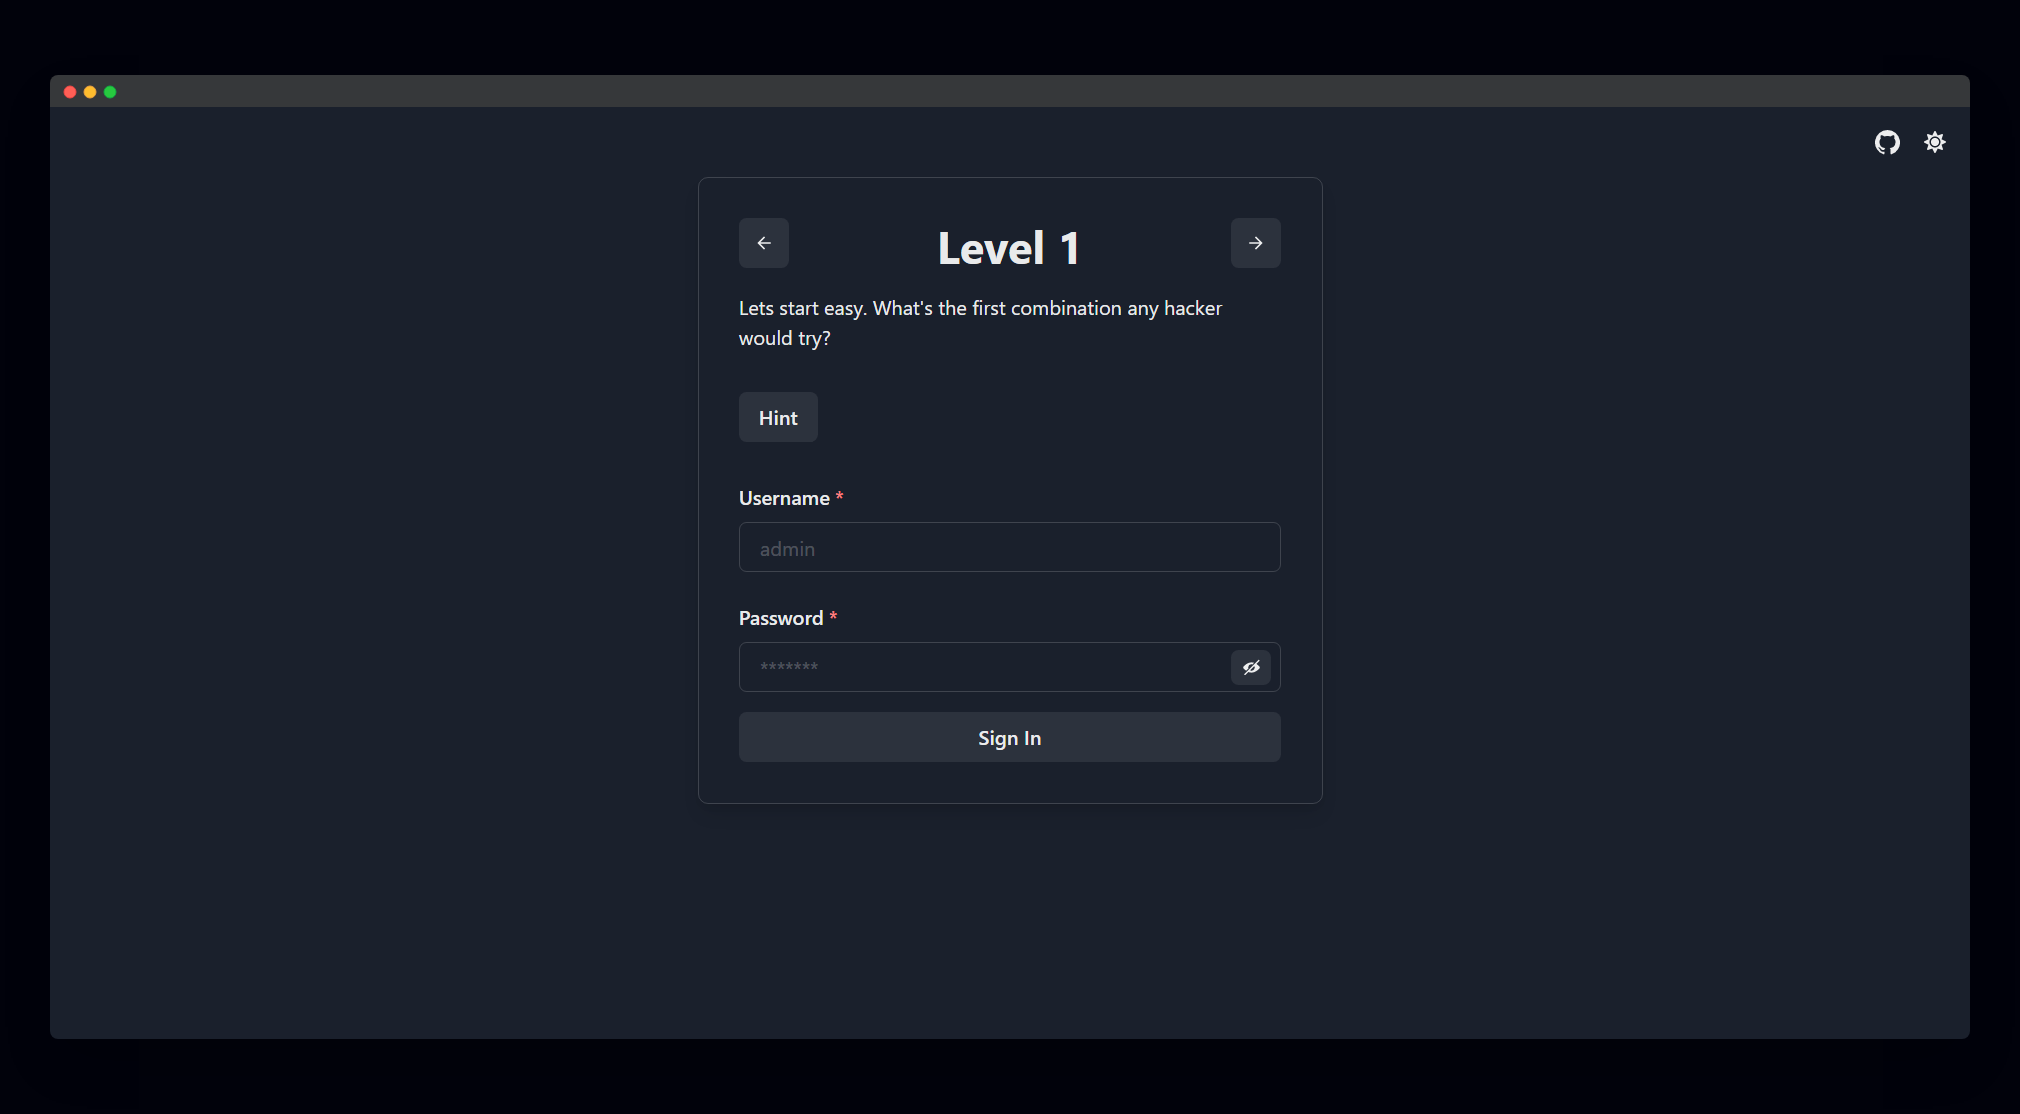 Level 1
Lets start easy. What's the first combination any hacker
would try?
Hint
Username *
admin
Password *
*******
Sign In